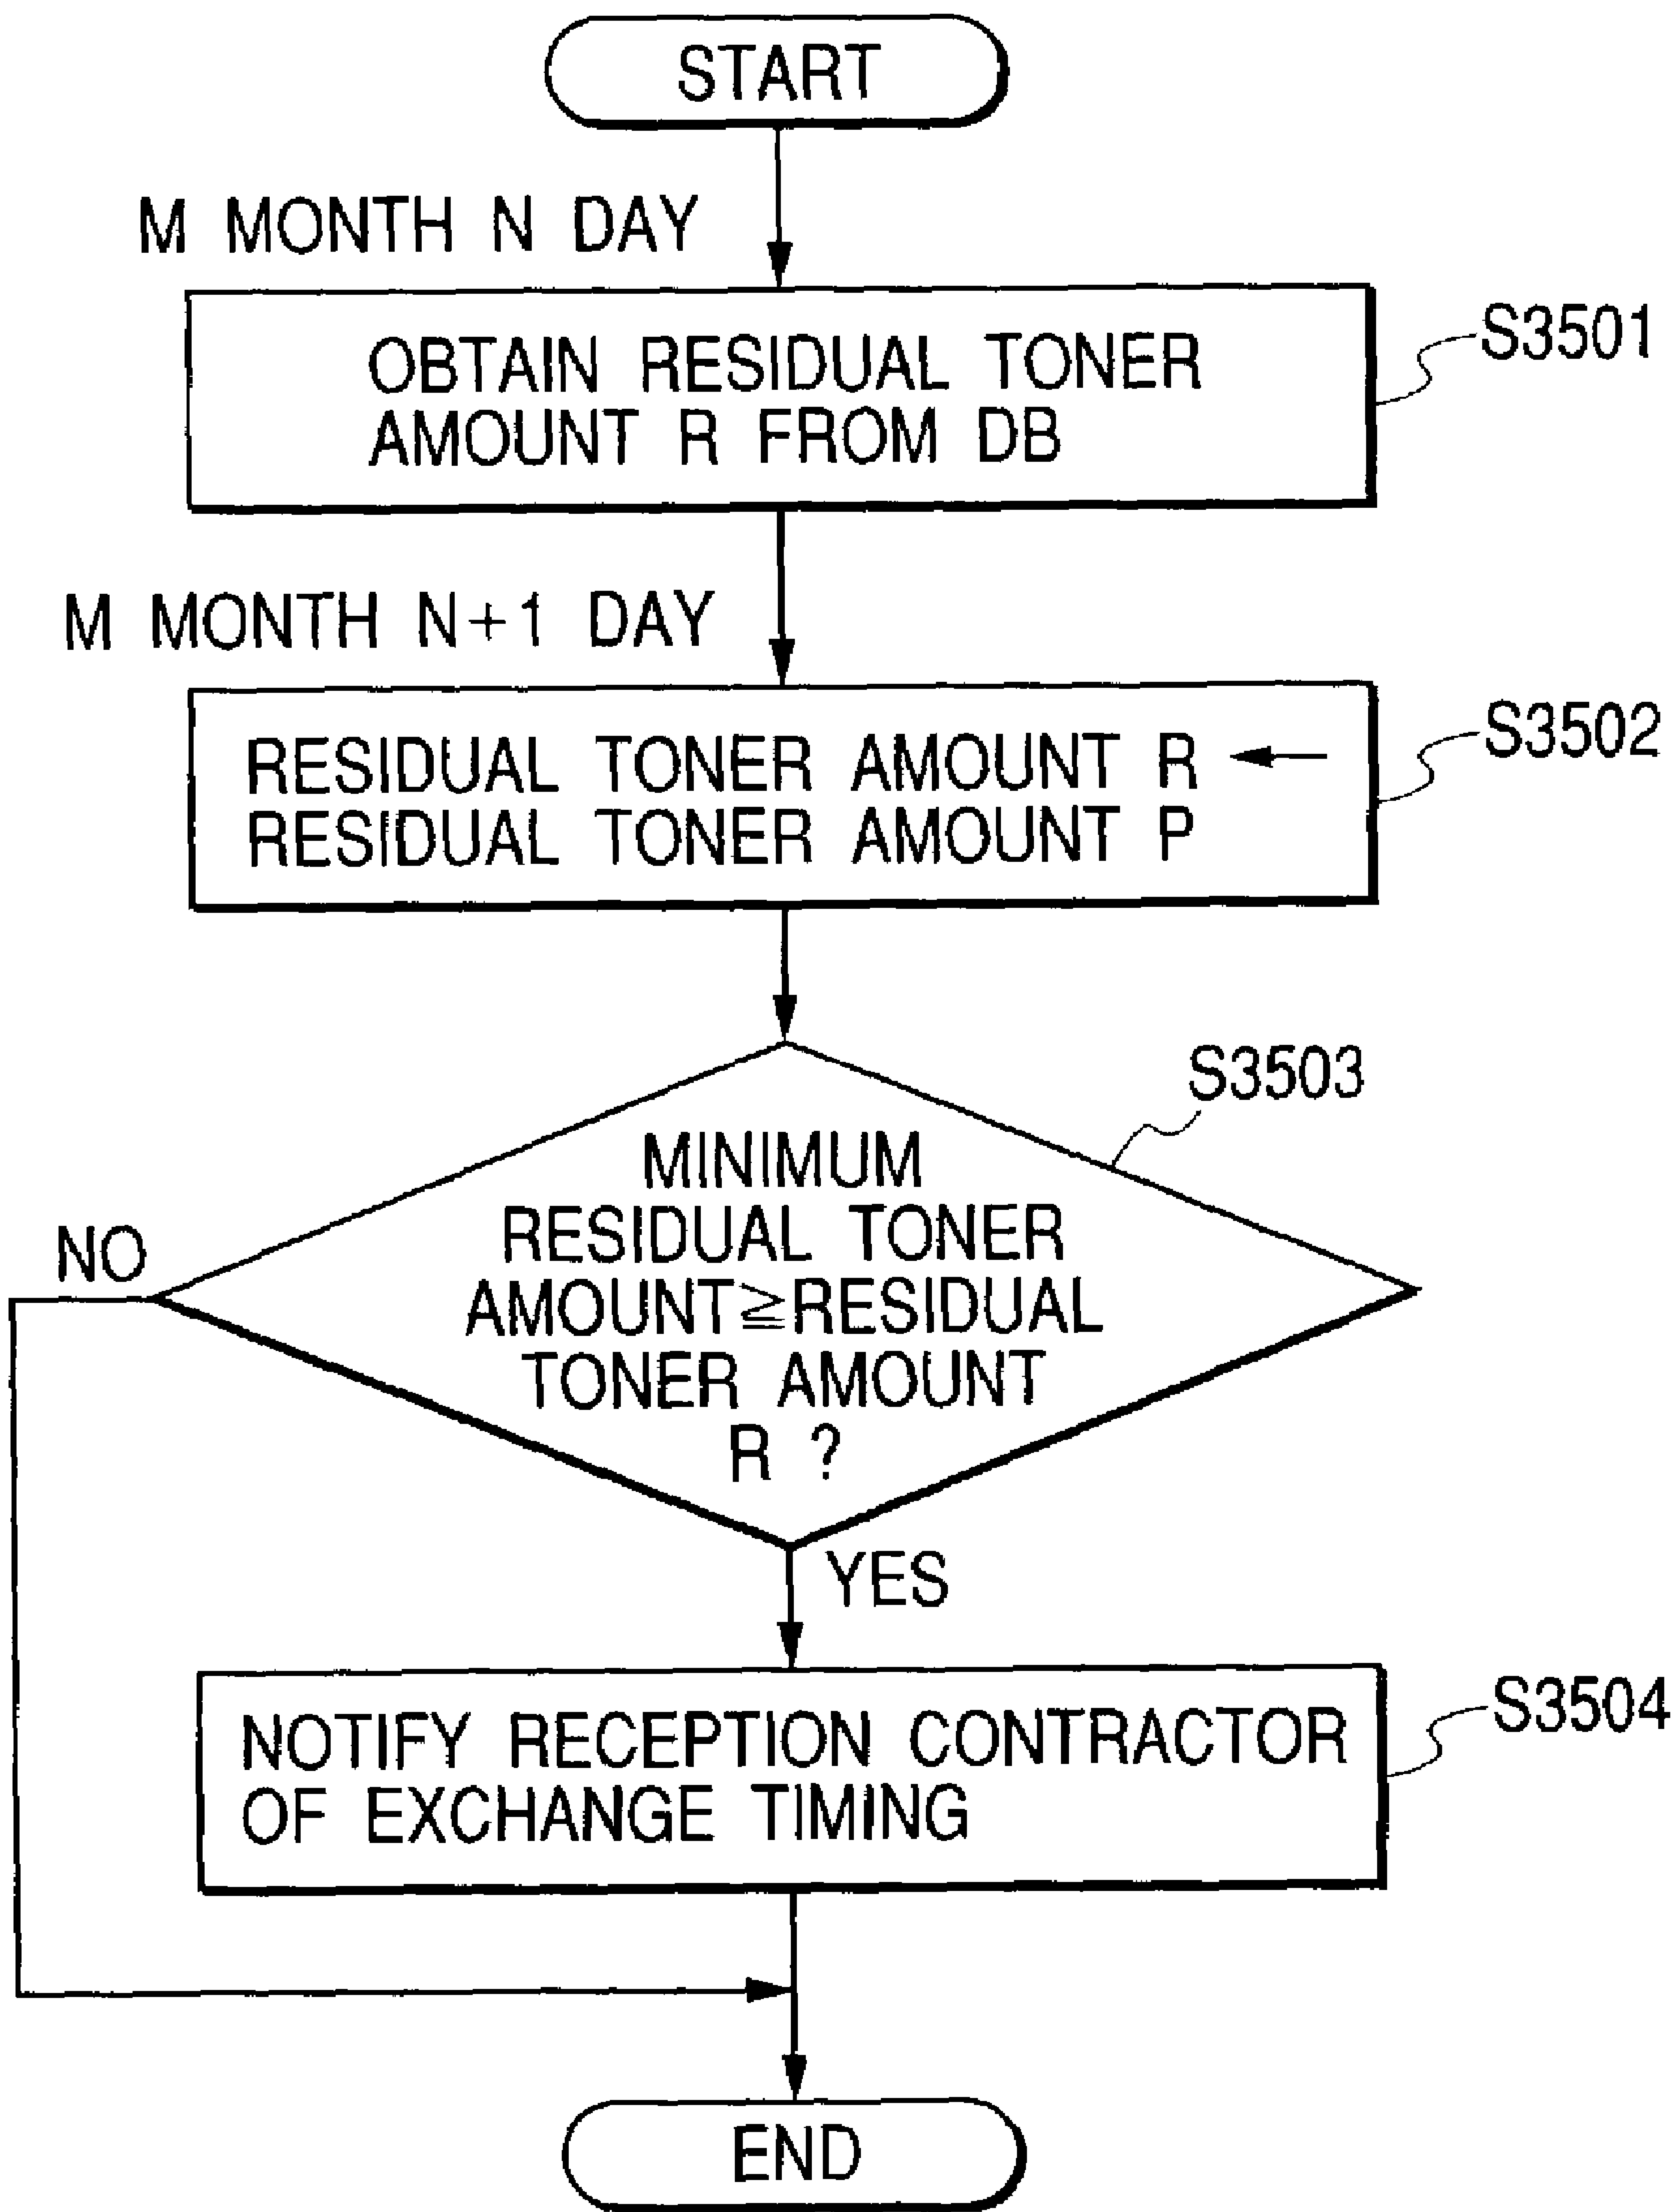 START
M MONTH N DAY
OBTAIN RESIDUAL TONER
AMOUNT R FROM DB
S3501
M MONTH N+1 DAY
RESIDUAL TONER AMOUNT R ←
RESIDUAL TONER AMOUNT P
S3502
S3503
MINIMUM
RESIDUAL TONER
AMOUNT≧RESIDUAL
TONER AMOUNT
R ?
NO
YES
NOTIFY RECEPTION CONTRACTOR
OF EXCHANGE TIMING
S3504
END